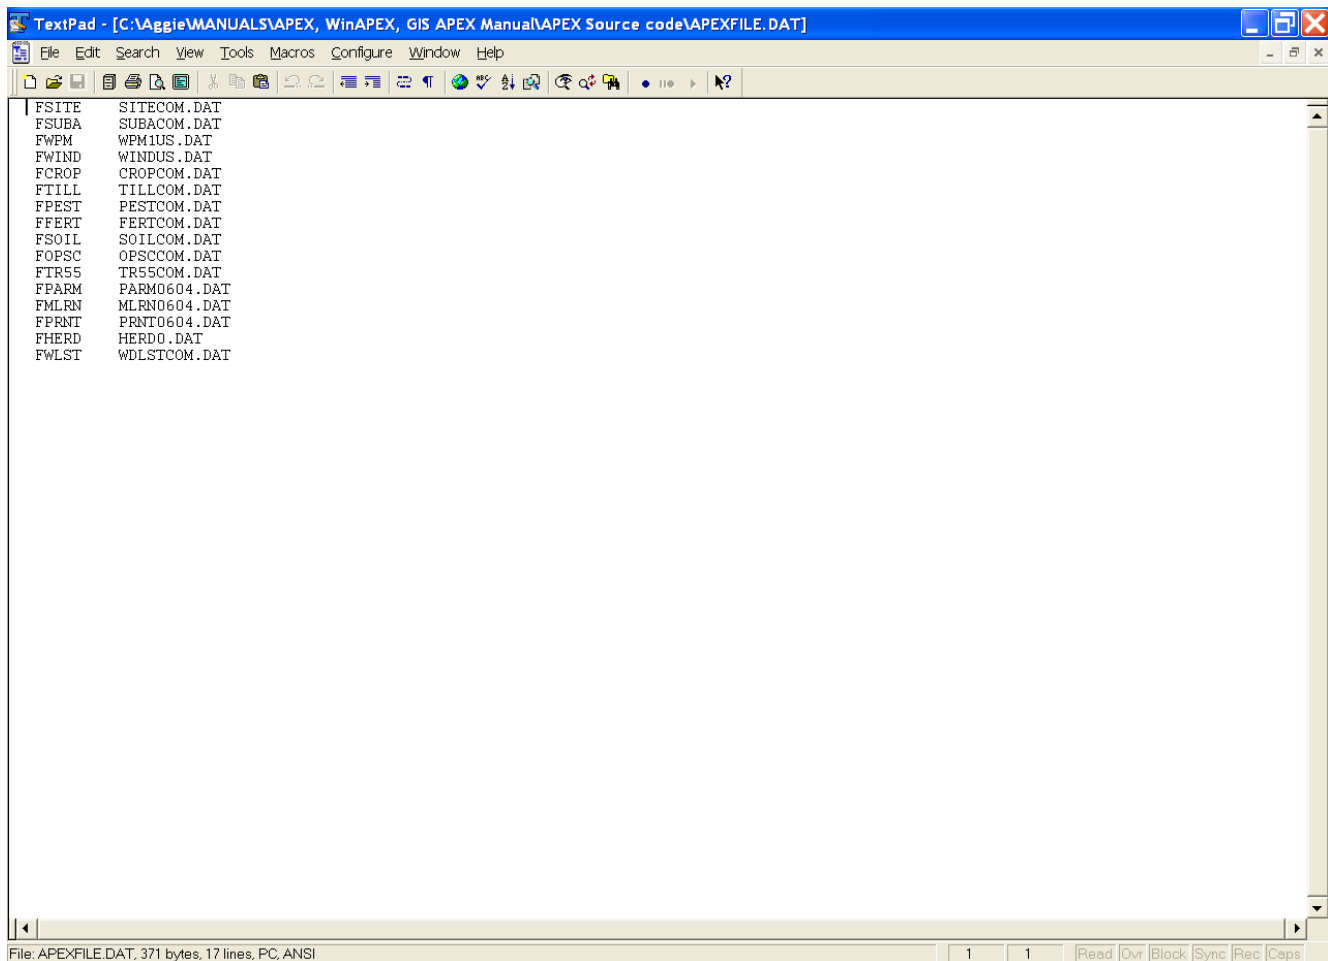 TextPad - [C:\Aggie\MANUALS\APEX, WinAPEX, GIS APEX Manual\APEX Source code\APEXFILE.DAT]
File Edit Search View Tools Macros Configure Window Help
FSITE SITECOM.DAT
FSUBA SUBACOM.DAT
FWPM WPM1US.DAT
FWIND WINDUS.DAT
FCROP CROPCOM.DAT
FTILL TILLCOM.DAT
FPEST PESTCOM.DAT
FFERT FERTCOM.DAT
FSOIL SOILCOM.DAT
FOPSC OPSCCOM.DAT
FTR55 TR55COM.DAT
FPARM PARM0604.DAT
FMLRN MLRN0604.DAT
FPRNT PRNT0604.DAT
FHERD HERD0.DAT
FWLST WDLSTCOM.DAT
File: APEXFILE.DAT, 371 bytes, 17 lines, PC, ANSI 1 1 Read Ovr Block Sync Rec Caps